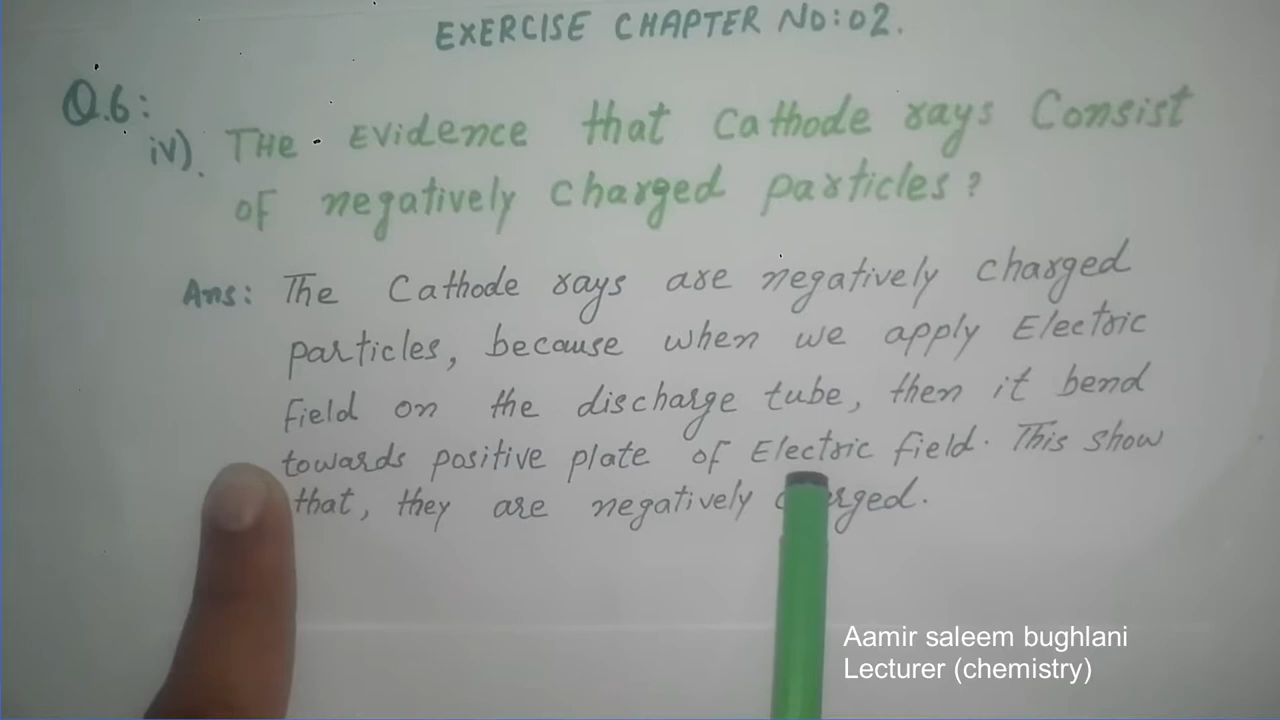 EXERCISE CHAPTER NO:02.
Q.6:
iv). THE EVidence that Cathode rays Consist
of negatively charged particles?
Ans: The Cathode rays are negatively charged
particles, because when we apply Electric
field on the discharge tube, then it bend
towards positive plate of Electric field. This show
that, they are negatively charged.
Aamir saleem bughlani
Lecturer (chemistry)